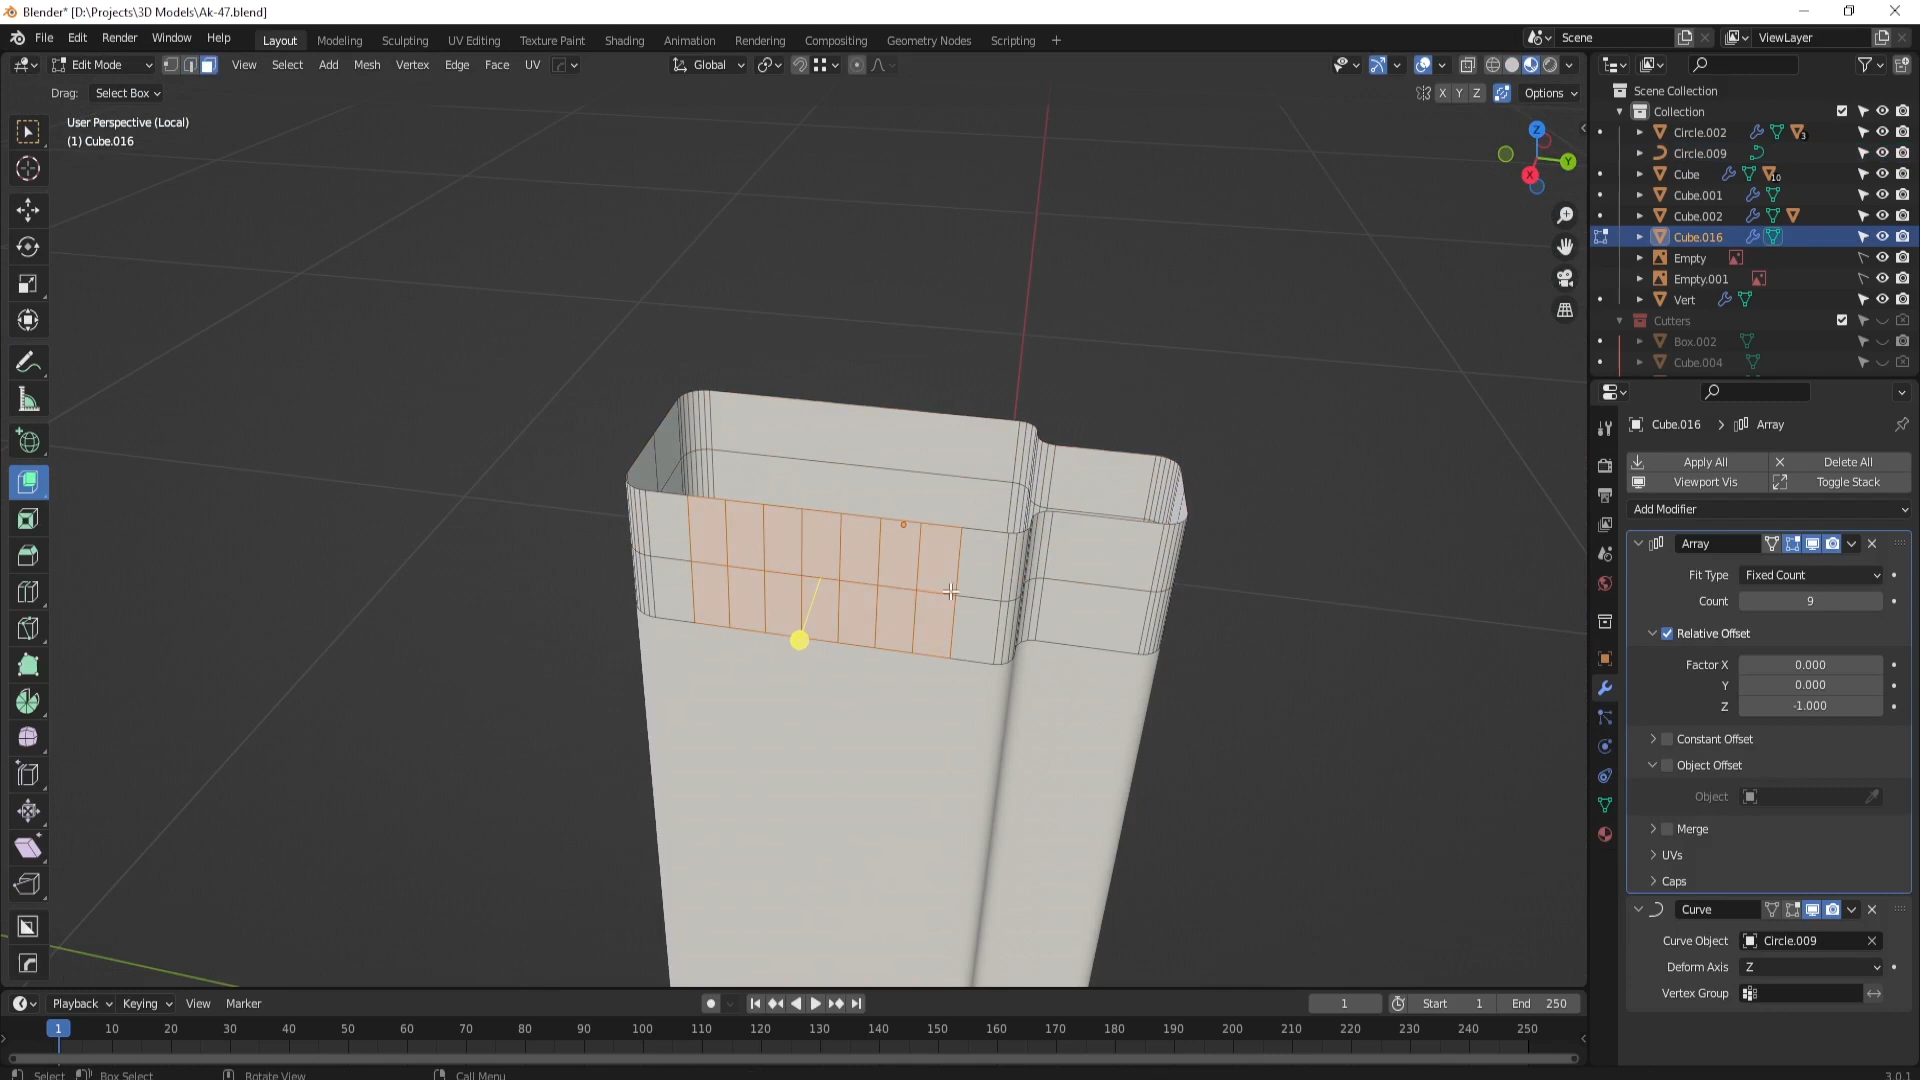 Blender* [D:\Projects\3D Models\Ak-47.blend]
File Edit Render Window Help Layout Modeling Sculpting UV Editing Texture Paint Shading Animation Rendering Compositing Geometry Nodes Scripting + Scene ViewLayer
Edit Mode View Select Add Mesh Vertex Edge Face UV Global
Drag: Select Box X Y Z Options
Scene Collection
Collection
User Perspective (Local)
(1) Cube.016
Z
Y
X
Circle.002 3
Circle.009
Cube 10
Cube.001
Cube.002
Cube.016
Empty
Empty.001
Vert
Cutters
Box.002
Cube.004
Cube.016 > Array
Apply All Delete All
Viewport Vis Toggle Stack
Add Modifier
Array
Fit Type Fixed Count
Count 9
Relative Offset
Factor X 0.000
Y 0.000
Z -1.000
Constant Offset
Object Offset
Object
Merge
UVs
Caps
Curve
Curve Object Circle.009
Deform Axis Z
Vertex Group
Playback Keying View Marker 1 Start 1 End 250
1 10 20 30 40 50 60 70 80 90 100 110 120 130 140 150 160 170 180 190 200 210 220 230 240 250
Select Box Select Rotate View Call Menu 3.0.1